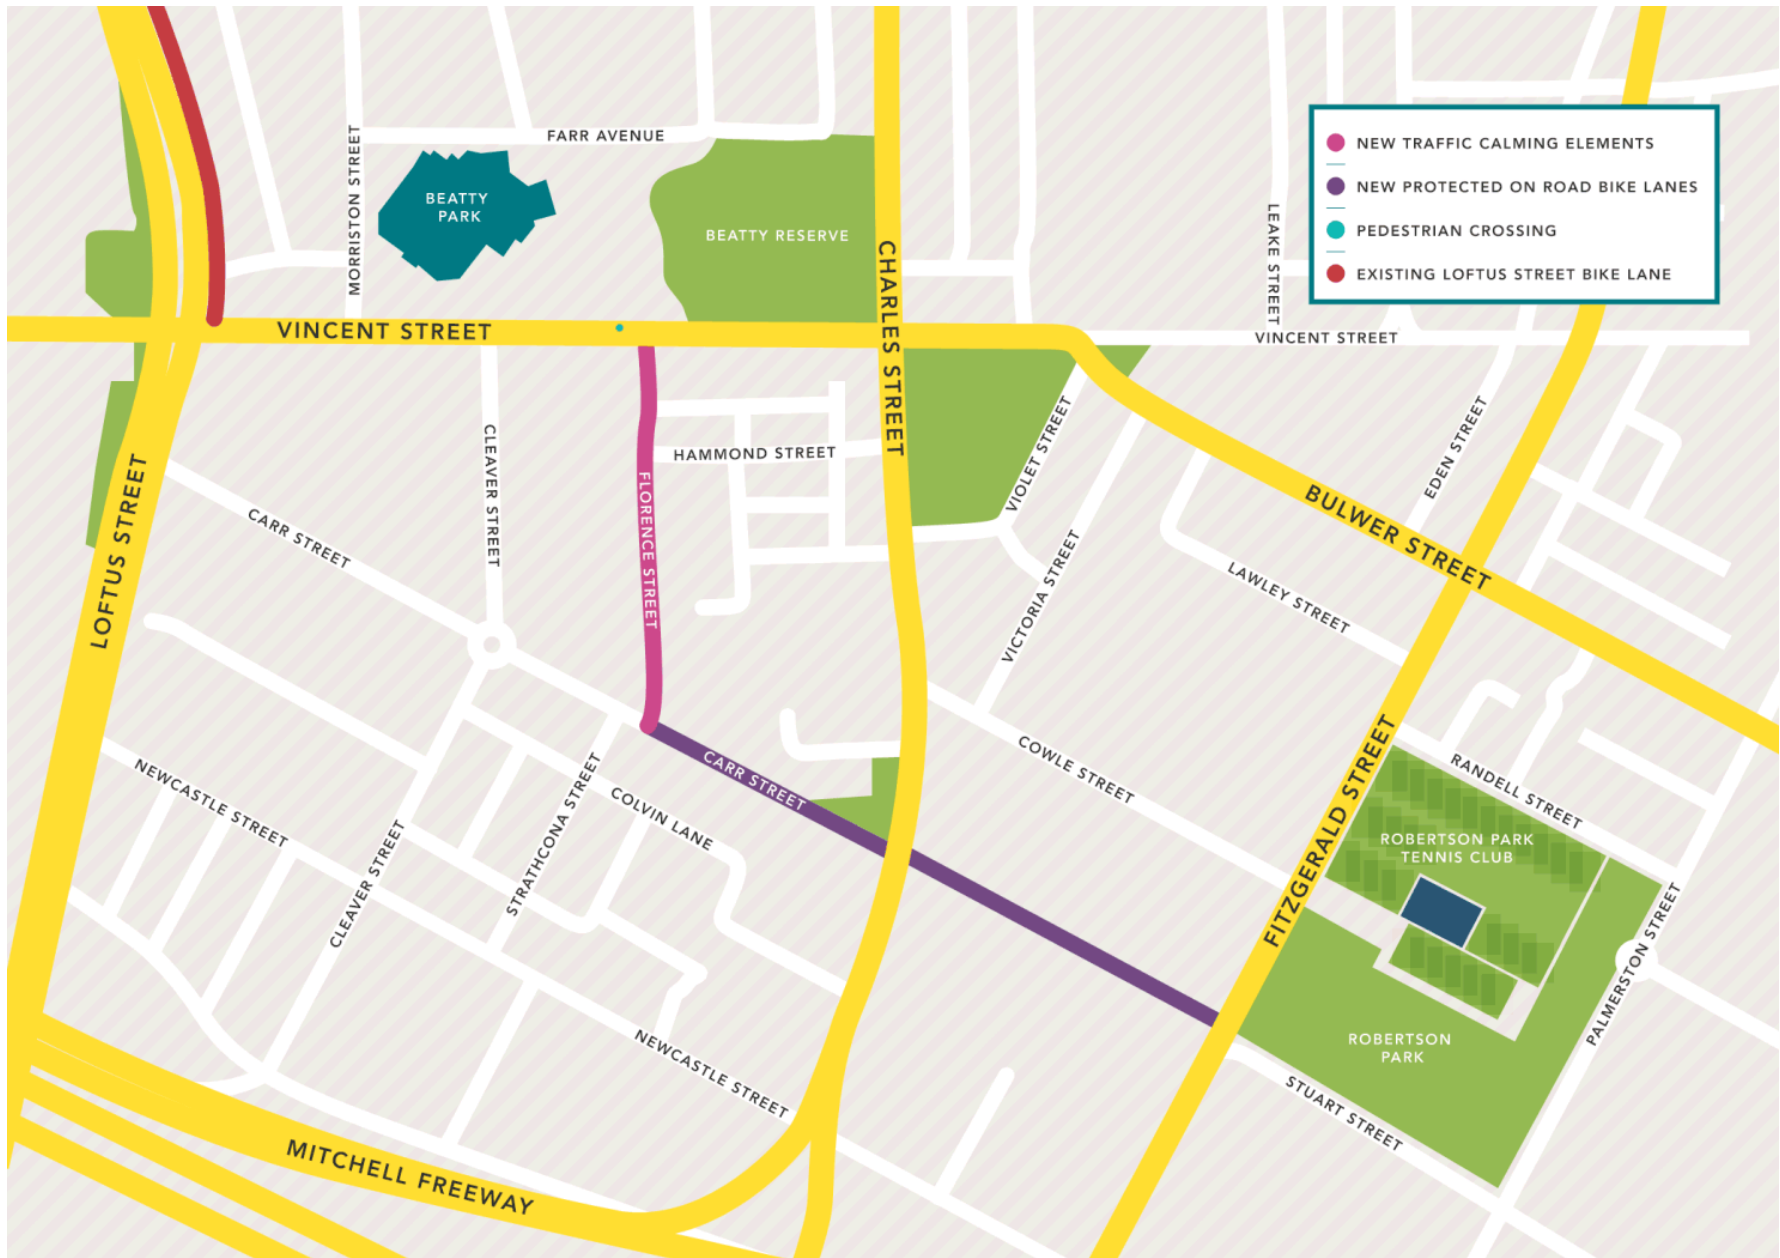 FARR AVENUE
MORRISTON STREET
BEATTY
PARK
BEATTY RESERVE
CHARLES STREET
LEAKE STREET
NEW TRAFFIC CALMING ELEMENTS
NEW PROTECTED ON ROAD BIKE LANES
PEDESTRIAN CROSSING
EXISTING LOFTUS STREET BIKE LANE
VINCENT STREET
VINCENT STREET
LOFTUS STREET
CARR STREET
CLEAVER STREET
FLORENCE STREET
HAMMOND STREET
VIOLET STREET
VICTORIA STREET
EDEN STREET
BULWER STREET
LAWLEY STREET
NEWCASTLE STREET
CLEAVER STREET
STRATHCONA STREET
COLVIN LANE
CARR STREET
COWLE STREET
FITZGERALD STREET
RANDELL STREET
ROBERTSON PARK
TENNIS CLUB
PALMERSTON STREET
ROBERTSON
PARK
STUART STREET
NEWCASTLE STREET
MITCHELL FREEWAY